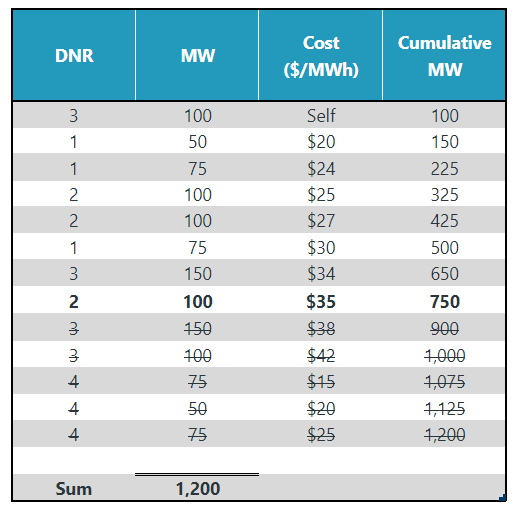 DNR MW Cost ($/MWh) Cumulative MW
3 100 Self 100
1 50 $20 150
1 75 $24 225
2 100 $25 325
2 100 $27 425
1 75 $30 500
3 150 $34 650
2 100 $35 750
3 150 $38 900
3 100 $42 1,000
4 75 $15 1,075
4 50 $20 1,125
4 75 $25 1,200
Sum 1,200